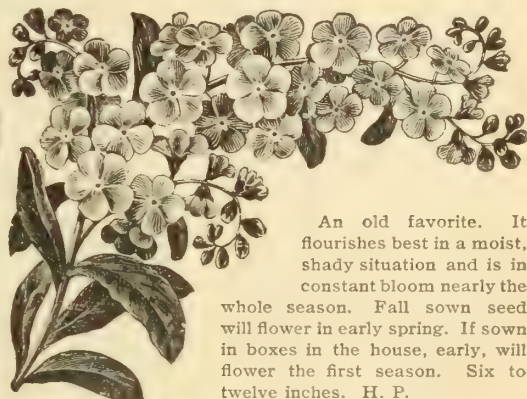 An old favorite. It
flourishes best in a moist,
shady situation and is in
constant bloom nearly the
whole season. Fall sown seed
will flower in early spring. If sown
in boxes in the house, early, will
flower the first season. Six to
twelve inches. H. P.